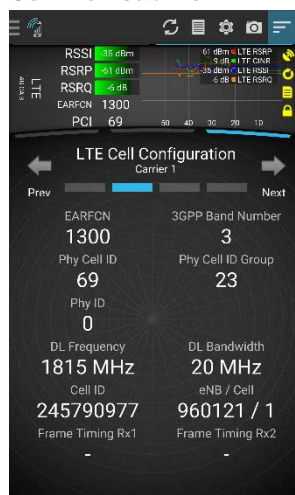 RSSI -35 dBm
RSRP -61 dBm
RSRQ -6 dB
EARFCN 1300
PCI 69
LTE
61 dBm LTE RSRP
9 dB LTE CINR
-35 dBm LTE RSSI
-6 dB LTE RSRQ
50 40 30 20 10
LTE Cell Configuration
Carrier 1
Prev Next
EARFCN 3GPP Band Number
1300 3
Phy Cell ID Phy Cell ID Group
69 23
Phy ID
0
DL Frequency DL Bandwidth
1815 MHz 20 MHz
Cell ID eNB / Cell
245790977 960121 / 1
Frame Timing Rx1 Frame Timing Rx2
- -